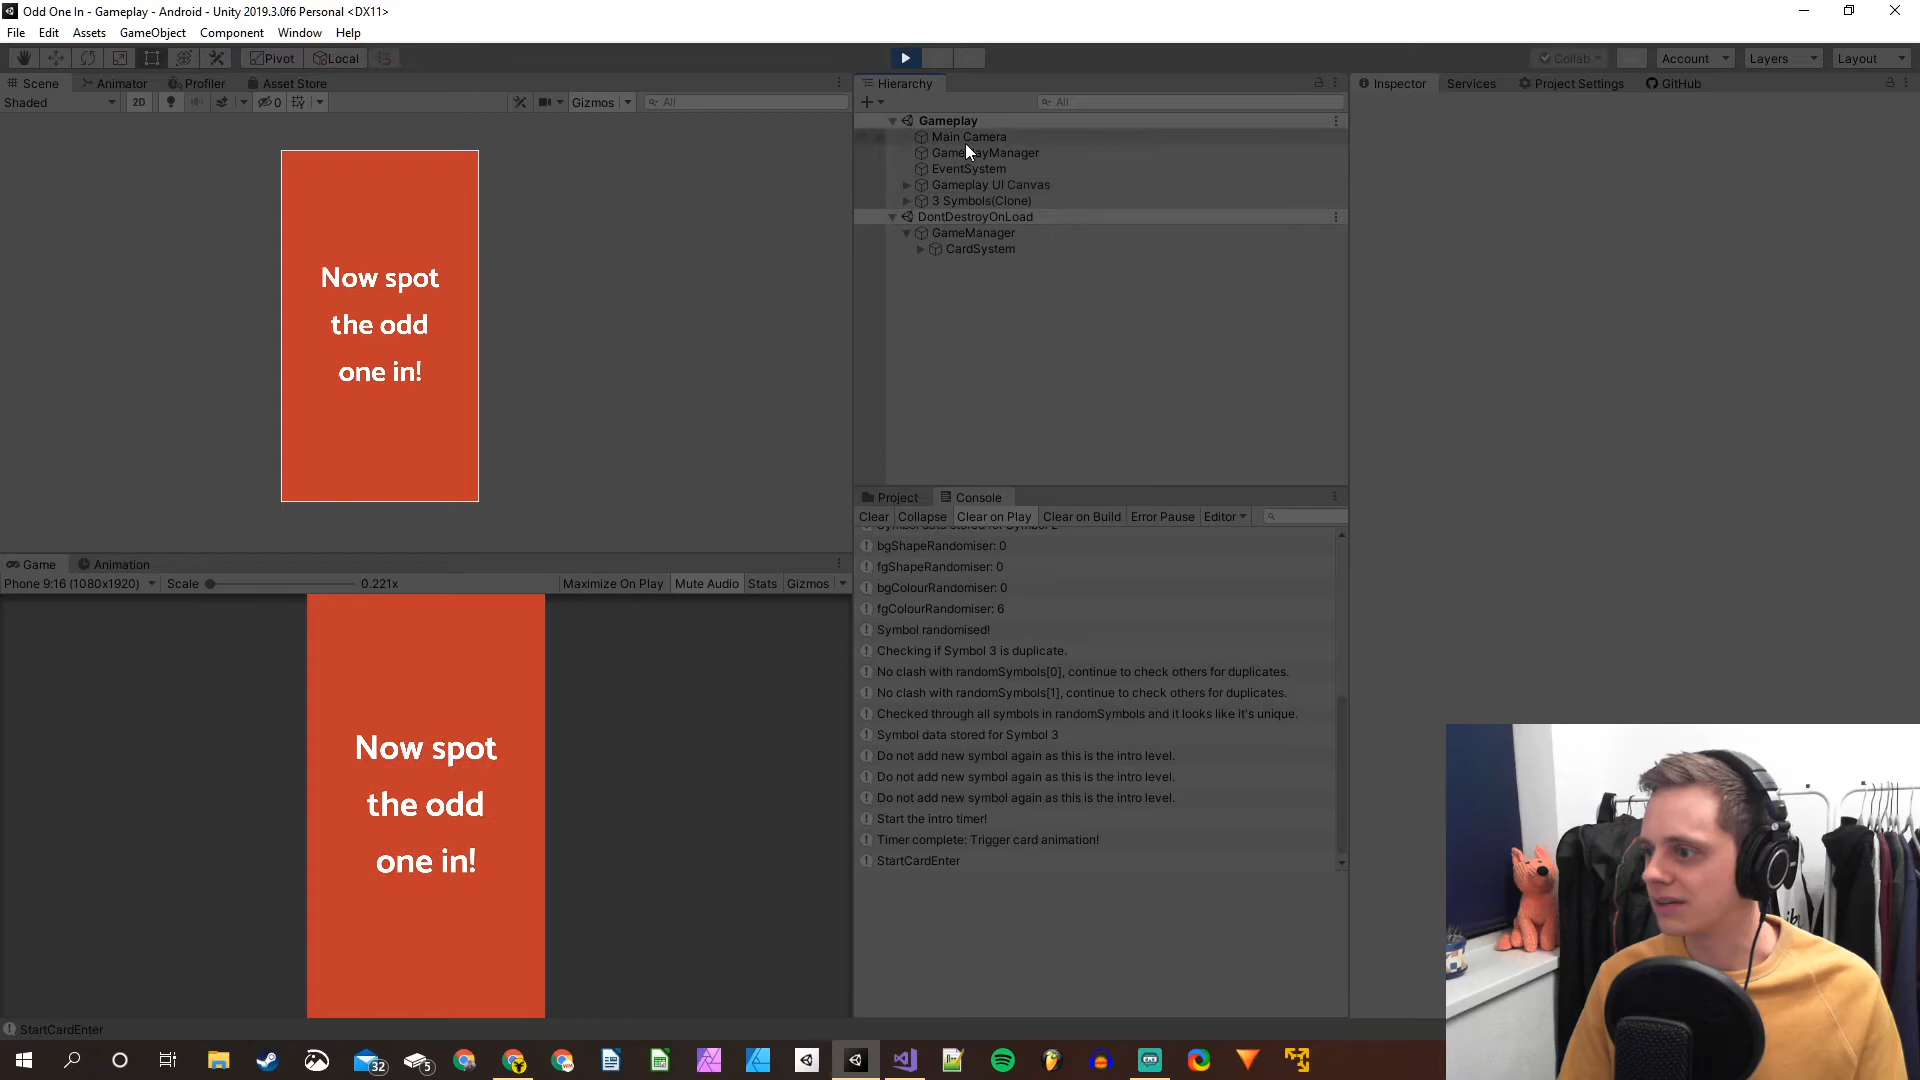 Odd One In - Gameplay - Android - Unity 2019.3.0f6 Personal <DX11>
File Edit Assets GameObject Component Window Help
Pivot Local Collab Account Layers Layout
Scene Animator Profiler Asset Store
Shaded 2D 0 Gizmos All
Now spot
the odd
one in!
Hierarchy
All
Gameplay
Main Camera
GameplayManager
EventSystem
Gameplay UI Canvas
3 Symbols(Clone)
DontDestroyOnLoad
GameManager
CardSystem
Inspector Services Project Settings GitHub
Project Console
Clear Collapse Clear on Play Clear on Build Error Pause Editor
bgShapeRandomiser: 0
fgShapeRandomiser: 0
bgColourRandomiser: 0
fgColourRandomiser: 6
Symbol randomised!
Checking if Symbol 3 is duplicate.
No clash with randomSymbols[0], continue to check others for duplicates.
No clash with randomSymbols[1], continue to check others for duplicates.
Checked through all symbols in randomSymbols and it looks like it's unique.
Symbol data stored for Symbol 3
Do not add new symbol again as this is the intro level.
Do not add new symbol again as this is the intro level.
Do not add new symbol again as this is the intro level.
Start the intro timer!
Timer complete: Trigger card animation!
StartCardEnter
Game Animation
Phone 9:16 (1080x1920) Scale 0.221x Maximize On Play Mute Audio Stats Gizmos
Now spot
the odd
one in!
StartCardEnter
32
5